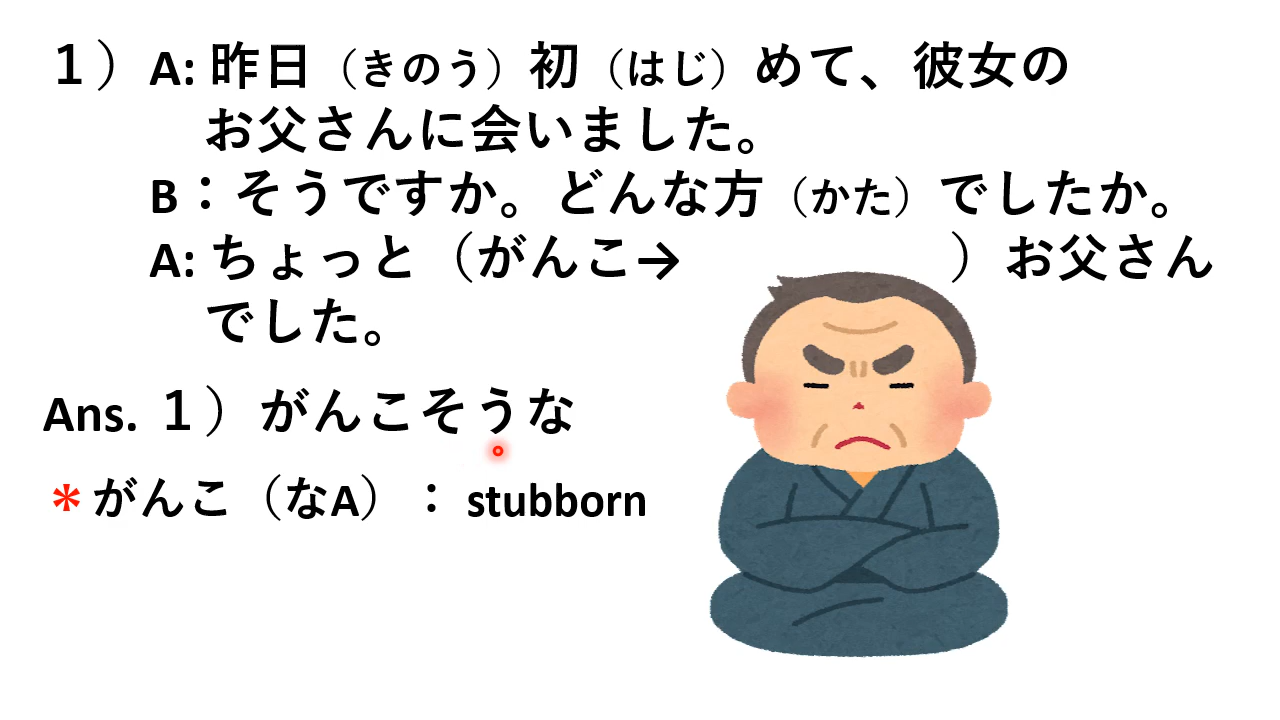 １）A: 昨日（きのう）初（はじ）めて、彼女の
お父さんに会いました。
B：そうですか。どんな方（かた）でしたか。
A: ちょっと（がんこ→　　　　　）お父さん
でした。
Ans. １）がんこそうな
＊がんこ（なA）： stubborn